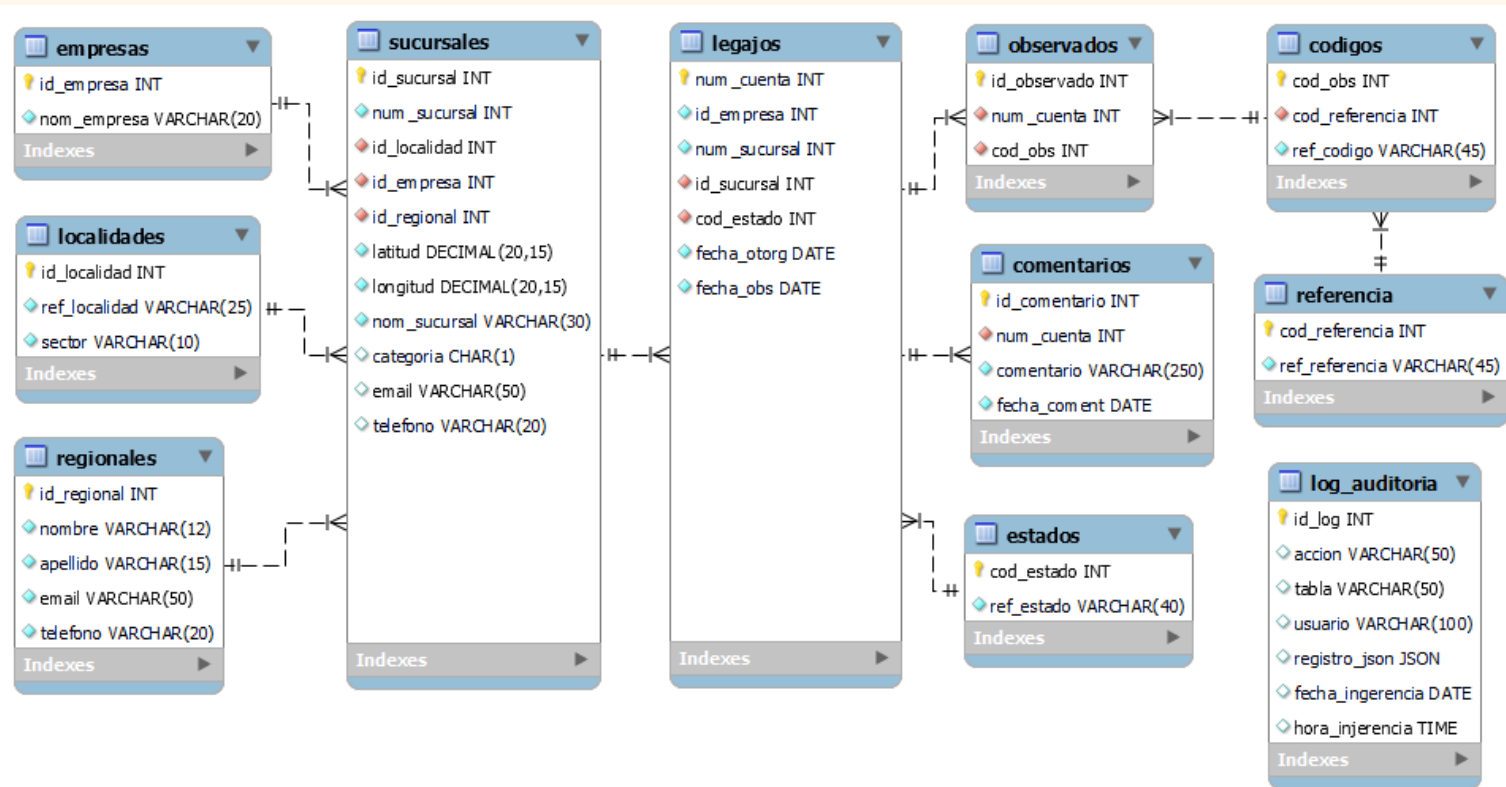 empresas
id_empresa INT
nom_empresa VARCHAR(20)
Indexes
localidades
id_localidad INT
ref_localidad VARCHAR(25)
sector VARCHAR(10)
Indexes
regionales
id_regional INT
nombre VARCHAR(12)
apellido VARCHAR(15)
email VARCHAR(50)
telefono VARCHAR(20)
Indexes
sucursales
id_sucursal INT
num_sucursal INT
id_localidad INT
id_empresa INT
id_regional INT
latitud DECIMAL(20,15)
longitud DECIMAL(20,15)
nom_sucursal VARCHAR(30)
categoria CHAR(1)
email VARCHAR(50)
telefono VARCHAR(20)
Indexes
legajos
num_cuenta INT
id_empresa INT
num_sucursal INT
id_sucursal INT
cod_estado INT
fecha_otorg DATE
fecha_obs DATE
Indexes
observados
id_observado INT
num_cuenta INT
cod_obs INT
Indexes
comentarios
id_comentario INT
num_cuenta INT
comentario VARCHAR(250)
fecha_coment DATE
Indexes
estados
cod_estado INT
ref_estado VARCHAR(40)
Indexes
codigos
cod_obs INT
cod_referencia INT
ref_codigo VARCHAR(45)
Indexes
referencia
cod_referencia INT
ref_referencia VARCHAR(45)
Indexes
log_auditoria
id_log INT
accion VARCHAR(50)
tabla VARCHAR(50)
usuario VARCHAR(100)
registro_json JSON
fecha_ingerencia DATE
hora_injerencia TIME
Indexes